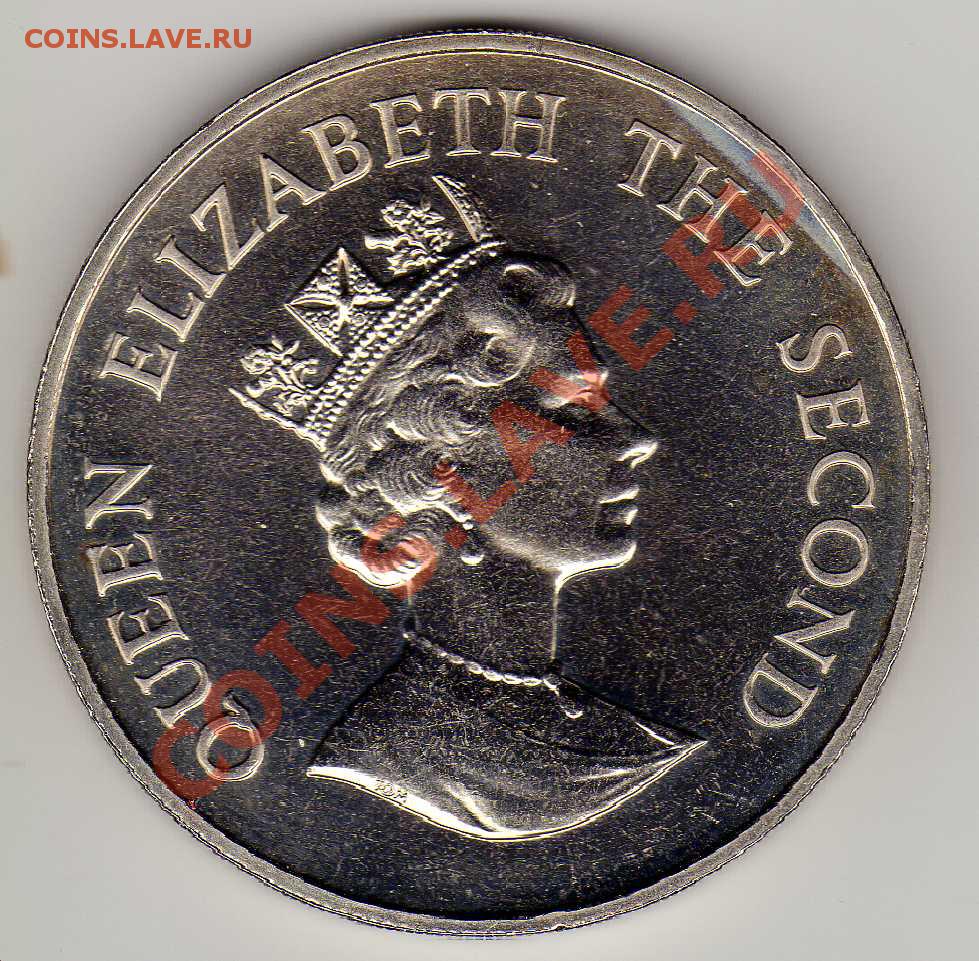 COINS.LAVE.RU
QUEEN ELIZABETH THE SECOND
COINS.LAVE.RU